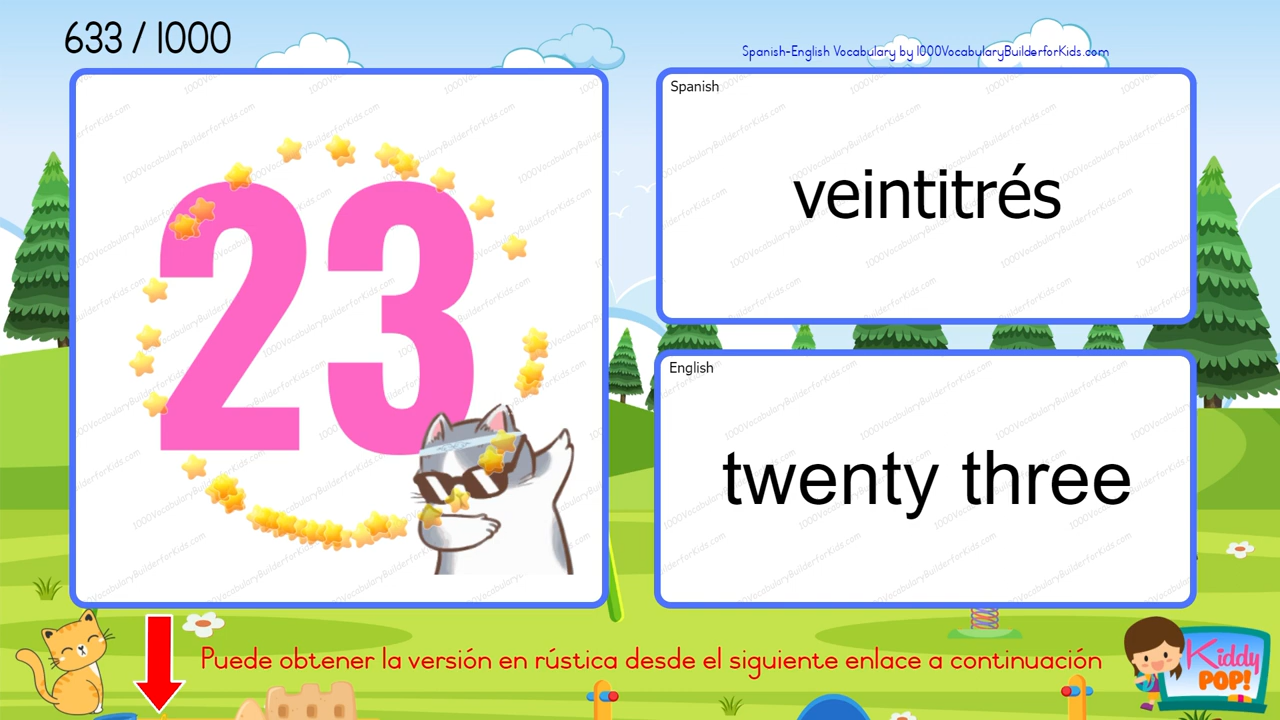 633 / 1000
Spanish-English Vocabulary by 1000VocabularyBuilderforKids.com
23
Spanish
veintitrés
English
twenty three
Puede obtener la versión en rústica desde el siguiente enlace a continuación
Kiddy
POP!